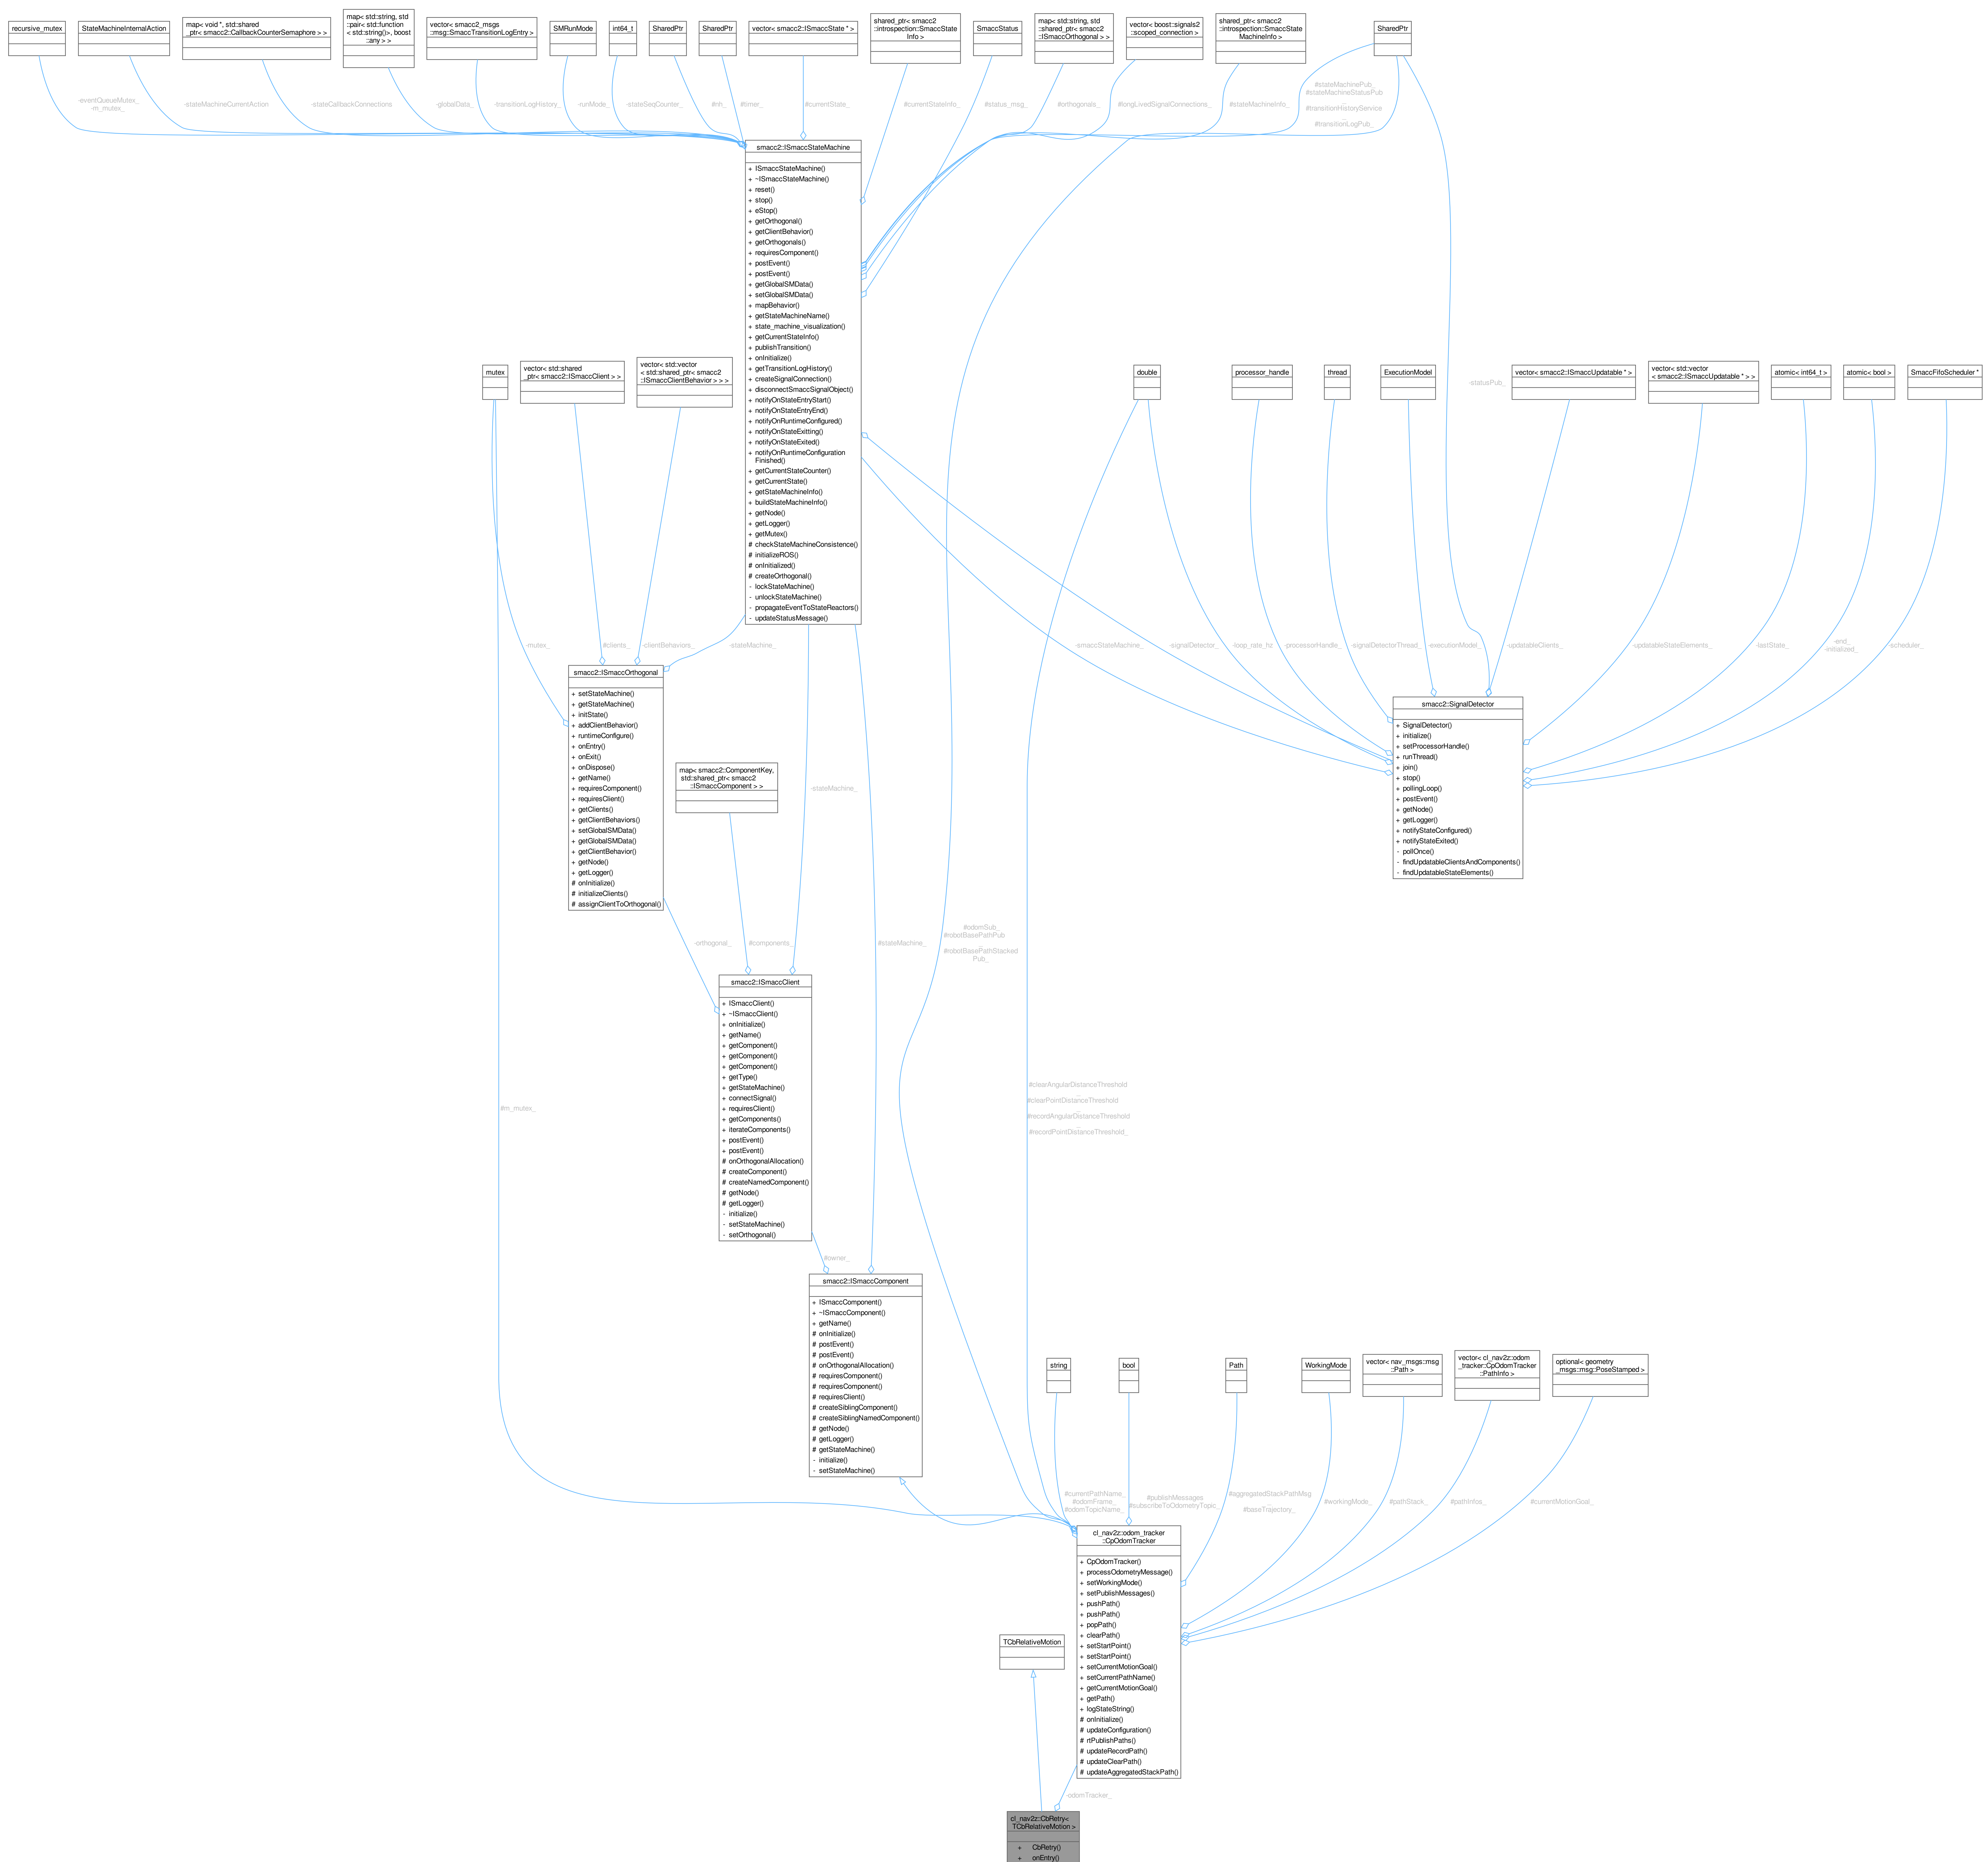 recursive_mutex
StateMachineInternalAction
map< void *, std::shared
_ptr< smacc2::CallbackCounterSemaphore > >
map< std::string, std
::pair< std::function
< std::string()>, boost
::any > >
vector< smacc2_msgs
::msg::SmaccTransitionLogEntry >
SMRunMode
int64_t
SharedPtr
SharedPtr
vector< smacc2::ISmaccState * >
shared_ptr< smacc2
::introspection::SmaccState
Info >
SmaccStatus
map< std::string, std
::shared_ptr< smacc2
::ISmaccOrthogonal > >
vector< boost::signals2
::scoped_connection >
shared_ptr< smacc2
::introspection::SmaccState
MachineInfo >
SharedPtr
-eventQueueMutex_
-m_mutex_
-stateMachineCurrentAction
-stateCallbackConnections
-globalData_
-transitionLogHistory_
-runMode_
-stateSeqCounter_
#nh_
#timer_
#currentState_
#currentStateInfo_
#status_msg_
#orthogonals_
#longLivedSignalConnections_
#stateMachineInfo_
#stateMachinePub_
#stateMachineStatusPub
_
#transitionHistoryService
_
#transitionLogPub_
smacc2::ISmaccStateMachine
+ ISmaccStateMachine()
+ ~ISmaccStateMachine()
+ reset()
+ stop()
+ eStop()
+ getOrthogonal()
+ getClientBehavior()
+ getOrthogonals()
+ requiresComponent()
+ postEvent()
+ postEvent()
+ getGlobalSMData()
+ setGlobalSMData()
+ mapBehavior()
+ getStateMachineName()
+ state_machine_visualization()
+ getCurrentStateInfo()
+ publishTransition()
+ onInitialize()
+ getTransitionLogHistory()
+ createSignalConnection()
+ disconnectSmaccSignalObject()
+ notifyOnStateEntryStart()
+ notifyOnStateEntryEnd()
+ notifyOnRuntimeConfigured()
+ notifyOnStateExitting()
+ notifyOnStateExited()
+ notifyOnRuntimeConfiguration
Finished()
+ getCurrentStateCounter()
+ getCurrentState()
+ getStateMachineInfo()
+ buildStateMachineInfo()
+ getNode()
+ getLogger()
+ getMutex()
# checkStateMachineConsistence()
# initializeROS()
# onInitialized()
# createOrthogonal()
- lockStateMachine()
- unlockStateMachine()
- propagateEventToStateReactors()
- updateStatusMessage()
mutex
vector< std::shared
_ptr< smacc2::ISmaccClient > >
vector< std::vector
< std::shared_ptr< smacc2
::ISmaccClientBehavior > > >
double
processor_handle
thread
ExecutionModel
-statusPub_
vector< smacc2::ISmaccUpdatable * >
vector< std::vector
< smacc2::ISmaccUpdatable * > >
atomic< int64_t >
atomic< bool >
SmaccFifoScheduler *
-mutex_
#clients_
-clientBehaviors_
-stateMachine_
-smaccStateMachine_
-signalDetector_
-loop_rate_hz
-processorHandle_
-signalDetectorThread_
-executionModel_
-updatableClients_
-updatableStateElements_
-lastState_
-end_
-initialized_
-scheduler_
smacc2::ISmaccOrthogonal
+ setStateMachine()
+ getStateMachine()
+ initState()
+ addClientBehavior()
+ runtimeConfigure()
+ onEntry()
+ onExit()
+ onDispose()
+ getName()
+ requiresComponent()
+ requiresClient()
+ getClients()
+ getClientBehaviors()
+ setGlobalSMData()
+ getGlobalSMData()
+ getClientBehavior()
+ getNode()
+ getLogger()
# onInitialize()
# initializeClients()
# assignClientToOrthogonal()
smacc2::SignalDetector
+ SignalDetector()
+ initialize()
+ setProcessorHandle()
+ runThread()
+ join()
+ stop()
+ pollingLoop()
+ postEvent()
+ getNode()
+ getLogger()
+ notifyStateConfigured()
+ notifyStateExited()
- pollOnce()
- findUpdatableClientsAndComponents()
- findUpdatableStateElements()
map< smacc2::ComponentKey,
std::shared_ptr< smacc2
::ISmaccComponent > >
-stateMachine_
-orthogonal_
#components_
#stateMachine_
#odomSub_
#robotBasePathPub
_
#robotBasePathStacked
Pub_
smacc2::ISmaccClient
+ ISmaccClient()
+ ~ISmaccClient()
+ onInitialize()
+ getName()
+ getComponent()
+ getComponent()
+ getComponent()
+ getType()
+ getStateMachine()
+ connectSignal()
+ requiresClient()
+ getComponents()
+ iterateComponents()
+ postEvent()
+ postEvent()
# onOrthogonalAllocation()
# createComponent()
# createNamedComponent()
# getNode()
# getLogger()
- initialize()
- setStateMachine()
- setOrthogonal()
#m_mutex_
#clearAngularDistanceThreshold
_
#clearPointDistanceThreshold
_
#recordAngularDistanceThreshold
_
#recordPointDistanceThreshold_
#owner_
smacc2::ISmaccComponent
+ ISmaccComponent()
+ ~ISmaccComponent()
+ getName()
# onInitialize()
# postEvent()
# postEvent()
# onOrthogonalAllocation()
# requiresComponent()
# requiresComponent()
# requiresClient()
# createSiblingComponent()
# createSiblingNamedComponent()
# getNode()
# getLogger()
# getStateMachine()
- initialize()
- setStateMachine()
string
bool
Path
WorkingMode
vector< nav_msgs::msg
::Path >
vector< cl_nav2z::odom
_tracker::CpOdomTracker
::PathInfo >
optional< geometry
_msgs::msg::PoseStamped >
#currentPathName_
#odomFrame_
#odomTopicName_
#publishMessages
#subscribeToOdometryTopic_
#aggregatedStackPathMsg
_
#baseTrajectory_
#workingMode_
#pathStack_
#pathInfos_
#currentMotionGoal_
cl_nav2z::odom_tracker
::CpOdomTracker
+ CpOdomTracker()
+ processOdometryMessage()
+ setWorkingMode()
+ setPublishMessages()
+ pushPath()
+ pushPath()
+ popPath()
+ clearPath()
+ setStartPoint()
+ setStartPoint()
+ setCurrentMotionGoal()
+ setCurrentPathName()
+ getCurrentMotionGoal()
+ getPath()
+ logStateString()
# onInitialize()
# updateConfiguration()
# rtPublishPaths()
# updateRecordPath()
# updateClearPath()
# updateAggregatedStackPath()
TCbRelativeMotion
-odomTracker_
cl_nav2z::CbRetry<
TCbRelativeMotion >
+ CbRetry()
+ onEntry()